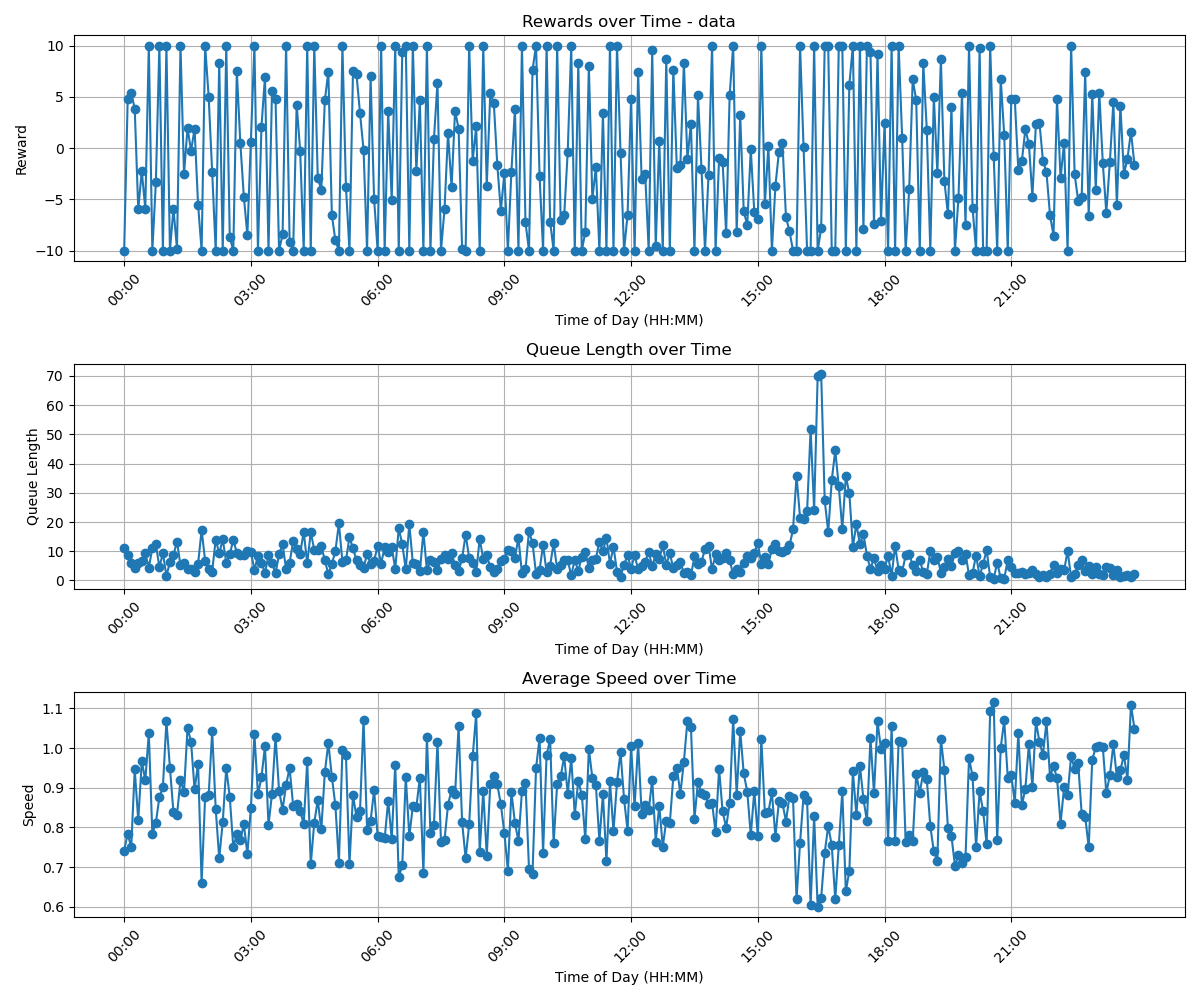 Rewards over Time - data
10
5
0
−5
−10
Reward
00:00 03:00 06:00 09:00 12:00 15:00 18:00 21:00
Time of Day (HH:MM)
Queue Length over Time
70
60
50
40
30
20
10
0
Queue Length
00:00 03:00 06:00 09:00 12:00 15:00 18:00 21:00
Time of Day (HH:MM)
Average Speed over Time
1.1
1.0
0.9
0.8
0.7
0.6
Speed
00:00 03:00 06:00 09:00 12:00 15:00 18:00 21:00
Time of Day (HH:MM)